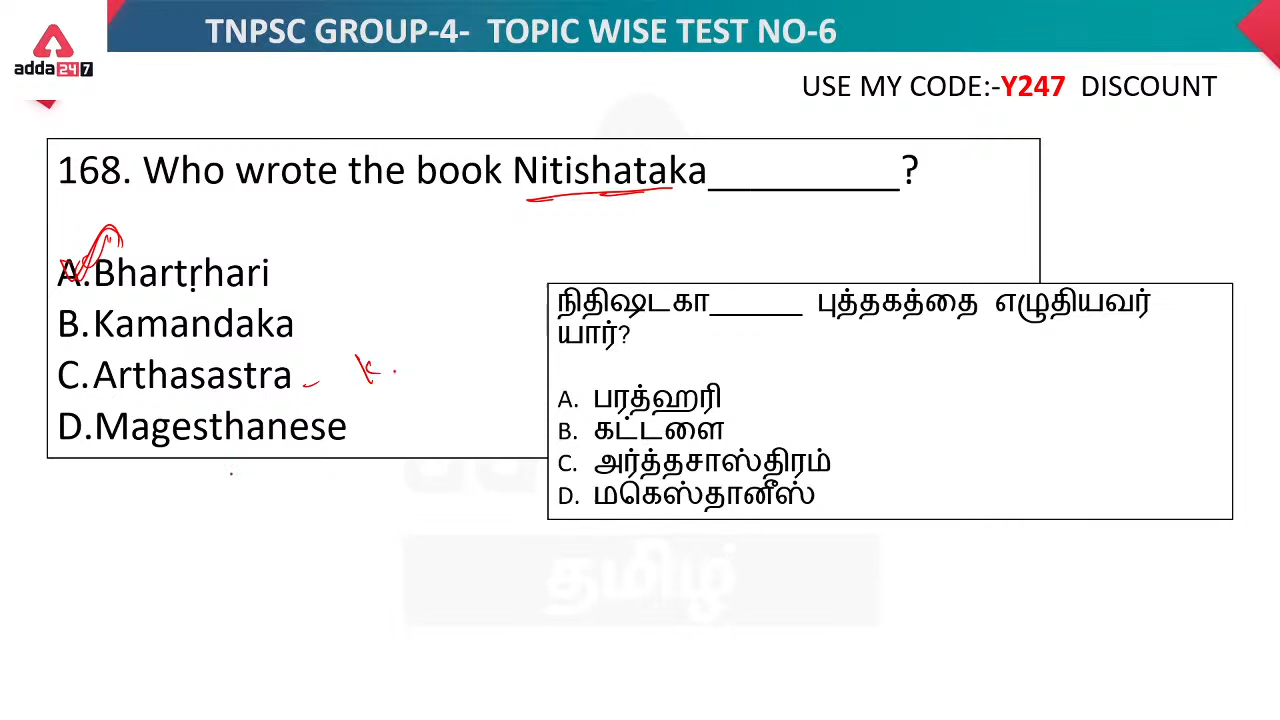 TNPSC GROUP-4- TOPIC WISE TEST NO-6
adda247
USE MY CODE:-Y247 DISCOUNT
168. Who wrote the book Nitishataka__________?
A.Bhartṛhari
B.Kamandaka
C.Arthasastra - k.
D.Magesthanese
நிதிஷடகா______ புத்தகத்தை எழுதியவர்
யார்?
A. பரத்ஹரி
B. கட்டளை
C. அர்த்தசாஸ்திரம்
D. மகெஸ்தானீஸ்
தமிழ்